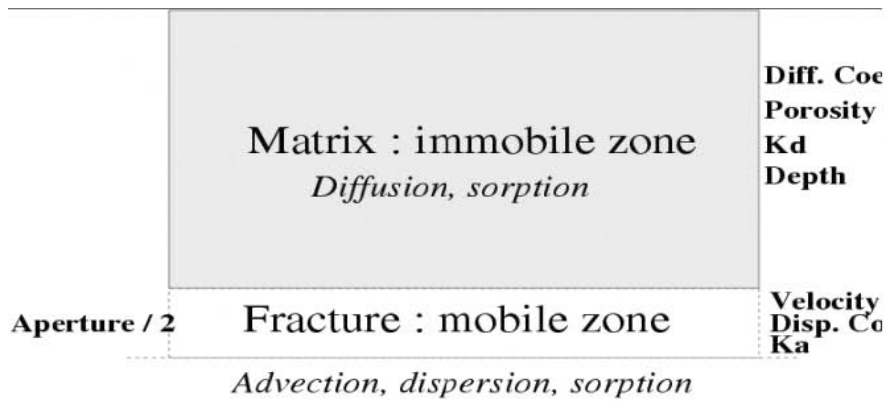 Diff. Coe
Porosity
Matrix : immobile zone
Kd
Diffusion, sorption
Depth
Velocity
Aperture / 2
Fracture : mobile zone
Disp. Co
Ka
Advection, dispersion, sorption